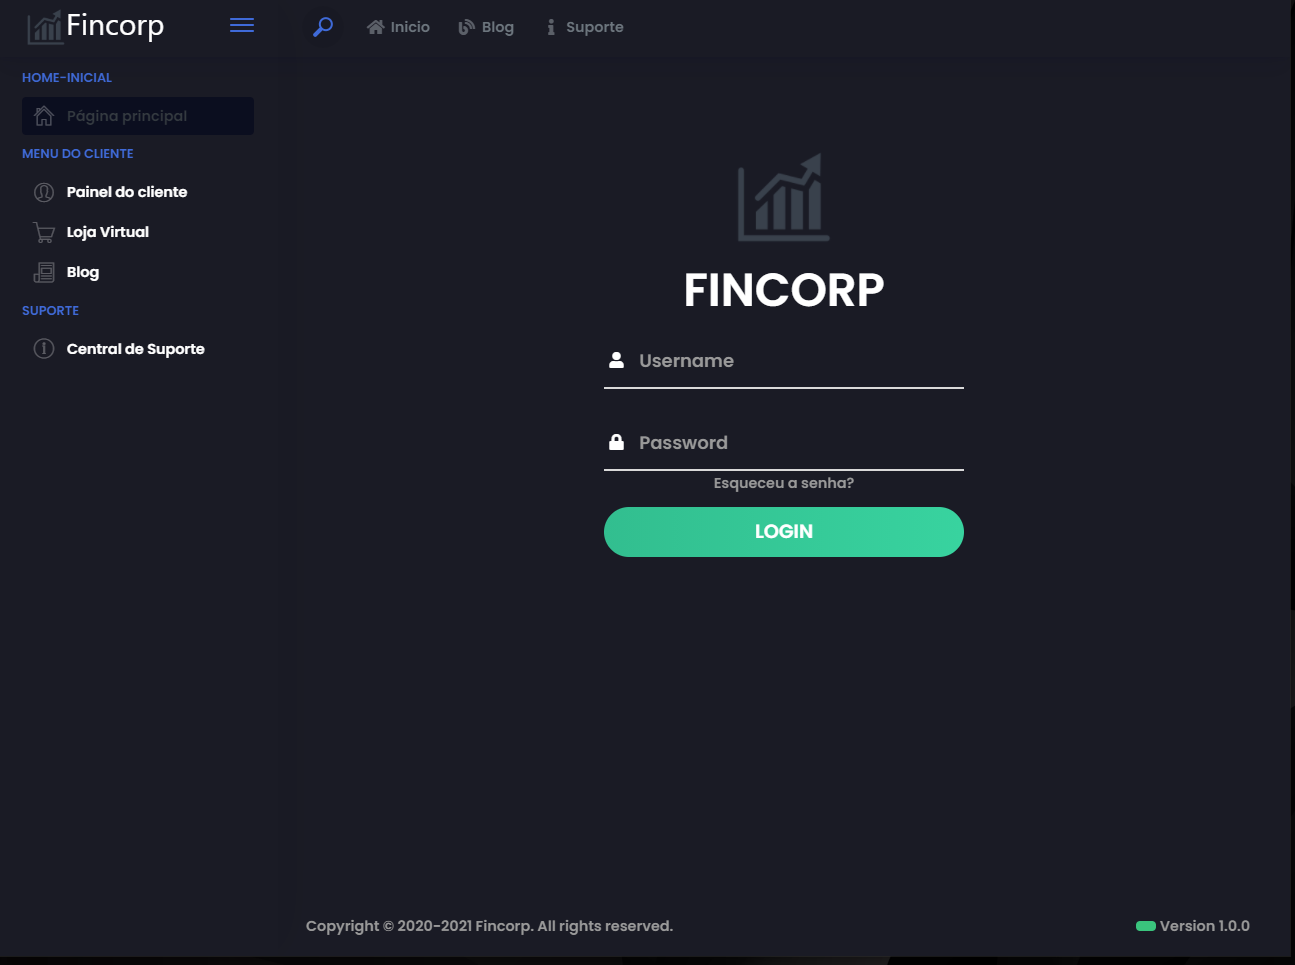 Fincorp
Inicio
Blog
Suporte
HOME-INICIAL
Página principal
MENU DO CLIENTE
Painel do cliente
Loja Virtual
Blog
SUPORTE
Central de Suporte
FINCORP
Username
Password
Esqueceu a senha?
LOGIN
Copyright © 2020-2021 Fincorp. All rights reserved.
Version 1.0.0